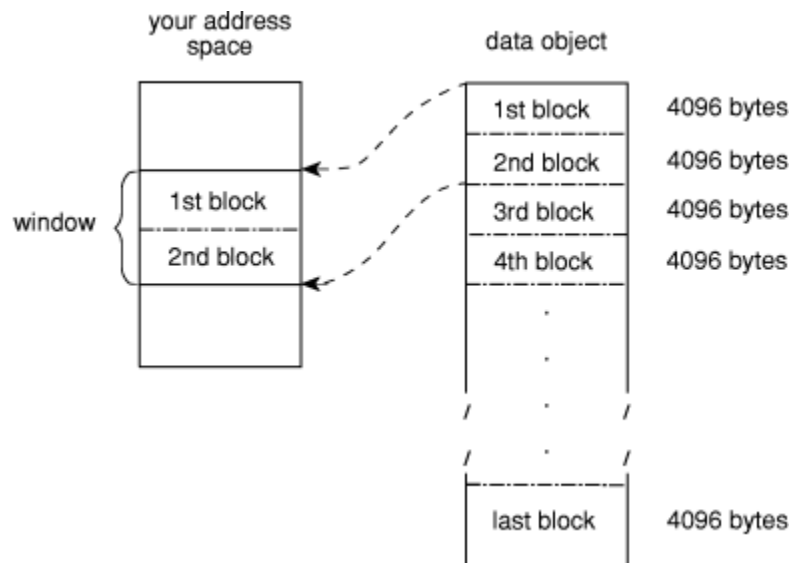 your address
space
data object
1st block 4096 bytes
2nd block 4096 bytes
window
1st block
3rd block 4096 bytes
2nd block
4th block 4096 bytes
last block 4096 bytes